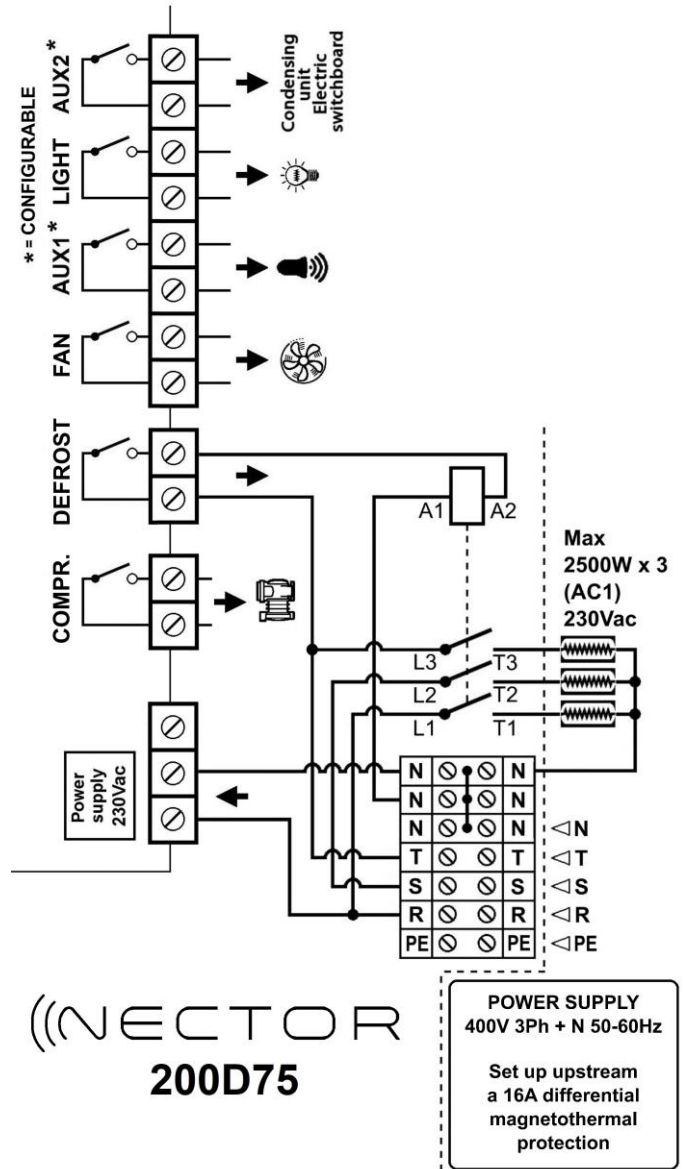 * = CONFIGURABLE
AUX2 *
Condensing
unit
Electric
switchboard
LIGHT
AUX1 *
FAN
DEFROST
A1
A2
COMPR.
Max
2500W x 3
(AC1)
230Vac
L3
T3
L2
T2
L1
T1
Power
supply
230Vac
N N
N N
N N N
T T T
S S S
R R R
PE PE PE
NECTOR
200D75
POWER SUPPLY
400V 3Ph + N 50-60Hz
Set up upstream
a 16A differential
magnetothermal
protection